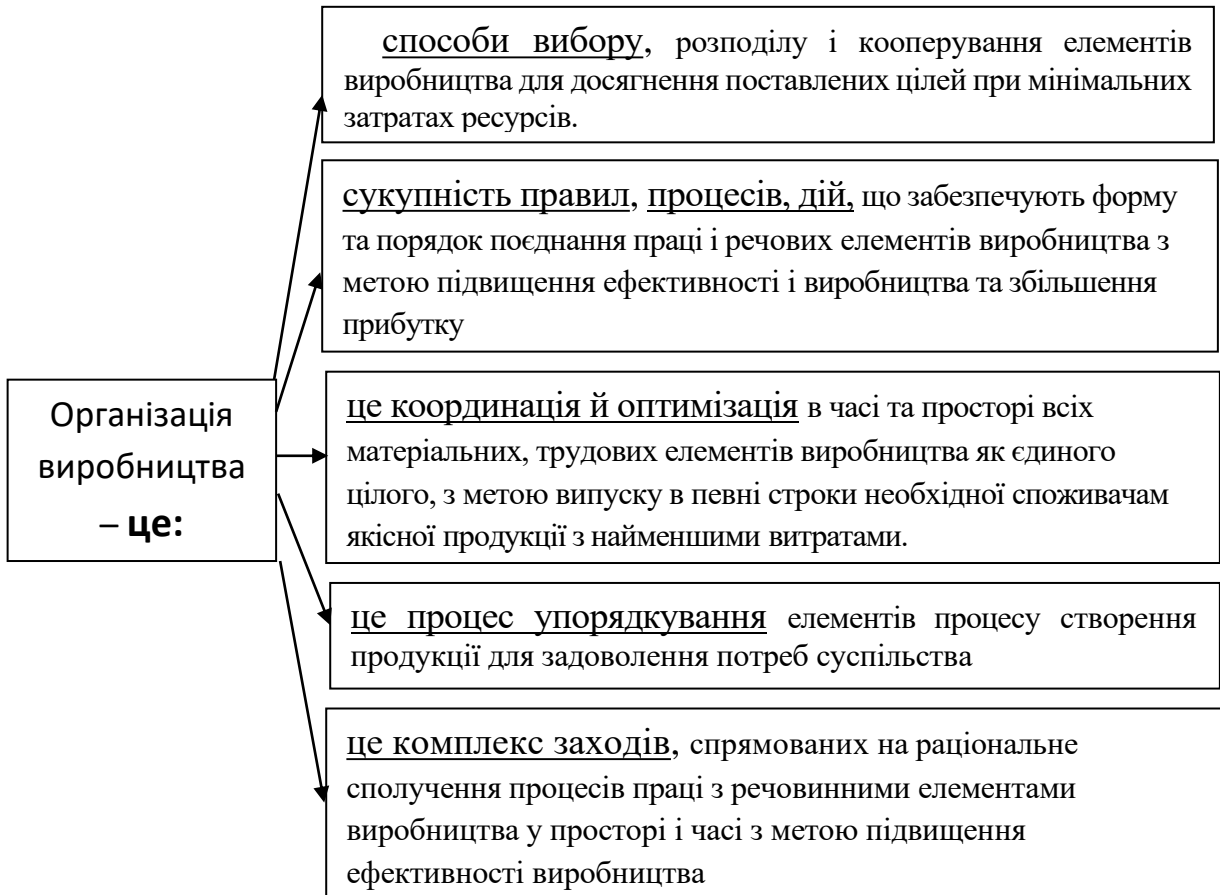 способи вибору, розподілу і кооперування елементів
виробництва для досягнення поставлених цілей при мінімальних
затратах ресурсів.
сукупність правил, процесів, дій, що забезпечують форму
та порядок поєднання праці і речових елементів виробництва з
метою підвищення ефективності і виробництва та збільшення
прибутку
Організація
виробництва
– це:
це координація й оптимізація в часі та просторі всіх
матеріальних, трудових елементів виробництва як єдиного
цілого, з метою випуску в певні строки необхідної споживачам
якісної продукції з найменшими витратами.
це процес упорядкування елементів процесу створення
продукції для задоволення потреб суспільства
це комплекс заходів, спрямованих на раціональне
сполучення процесів праці з речовинними елементами
виробництва у просторі і часі з метою підвищення
ефективності виробництва